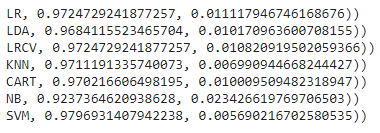 LR, 0.9724729241877257, 0.011117946746168676))
LDA, 0.9684115523465704, 0.010170963600708155))
LRCV, 0.9724729241877257, 0.010820919502059366))
KNN, 0.9711191335740073, 0.006990944668244427))
CART, 0.970216606498195, 0.010009509482318947))
NB, 0.9237364620938628, 0.023426619769706503))
SVM, 0.9796931407942238, 0.005690216702580535))